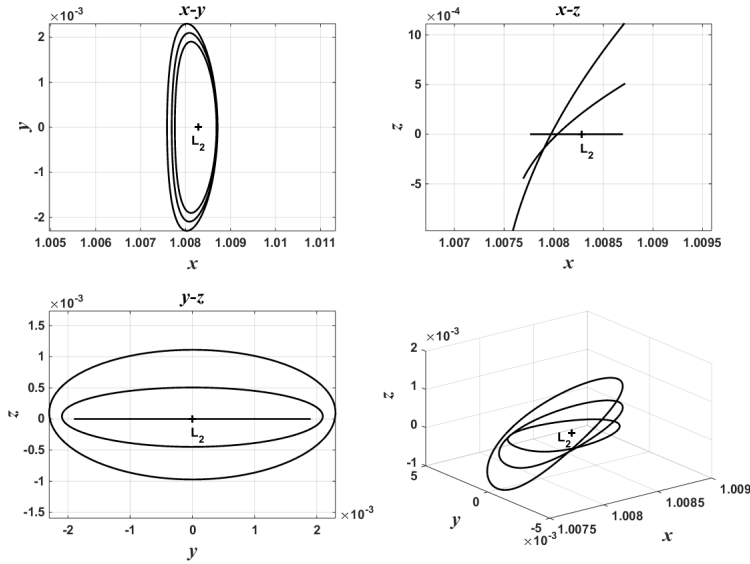 x-y
×10⁻³
2
1
0
-1
-2
y
L₂
1.005 1.006 1.007 1.008 1.009 1.01 1.011
x
x-z
×10⁻⁴
10
5
0
-5
z
L₂
1.007 1.0075 1.008 1.0085 1.009 1.0095
x
y-z
×10⁻³
1.5
1
0.5
0
-0.5
-1
-1.5
z
L₂
-2 -1 0 1 2
×10⁻³
y
×10⁻³
2
1
0
-1
z
L₂
5
0
-5
×10⁻³
y
1.0075
1.008
1.0085
1.009
x